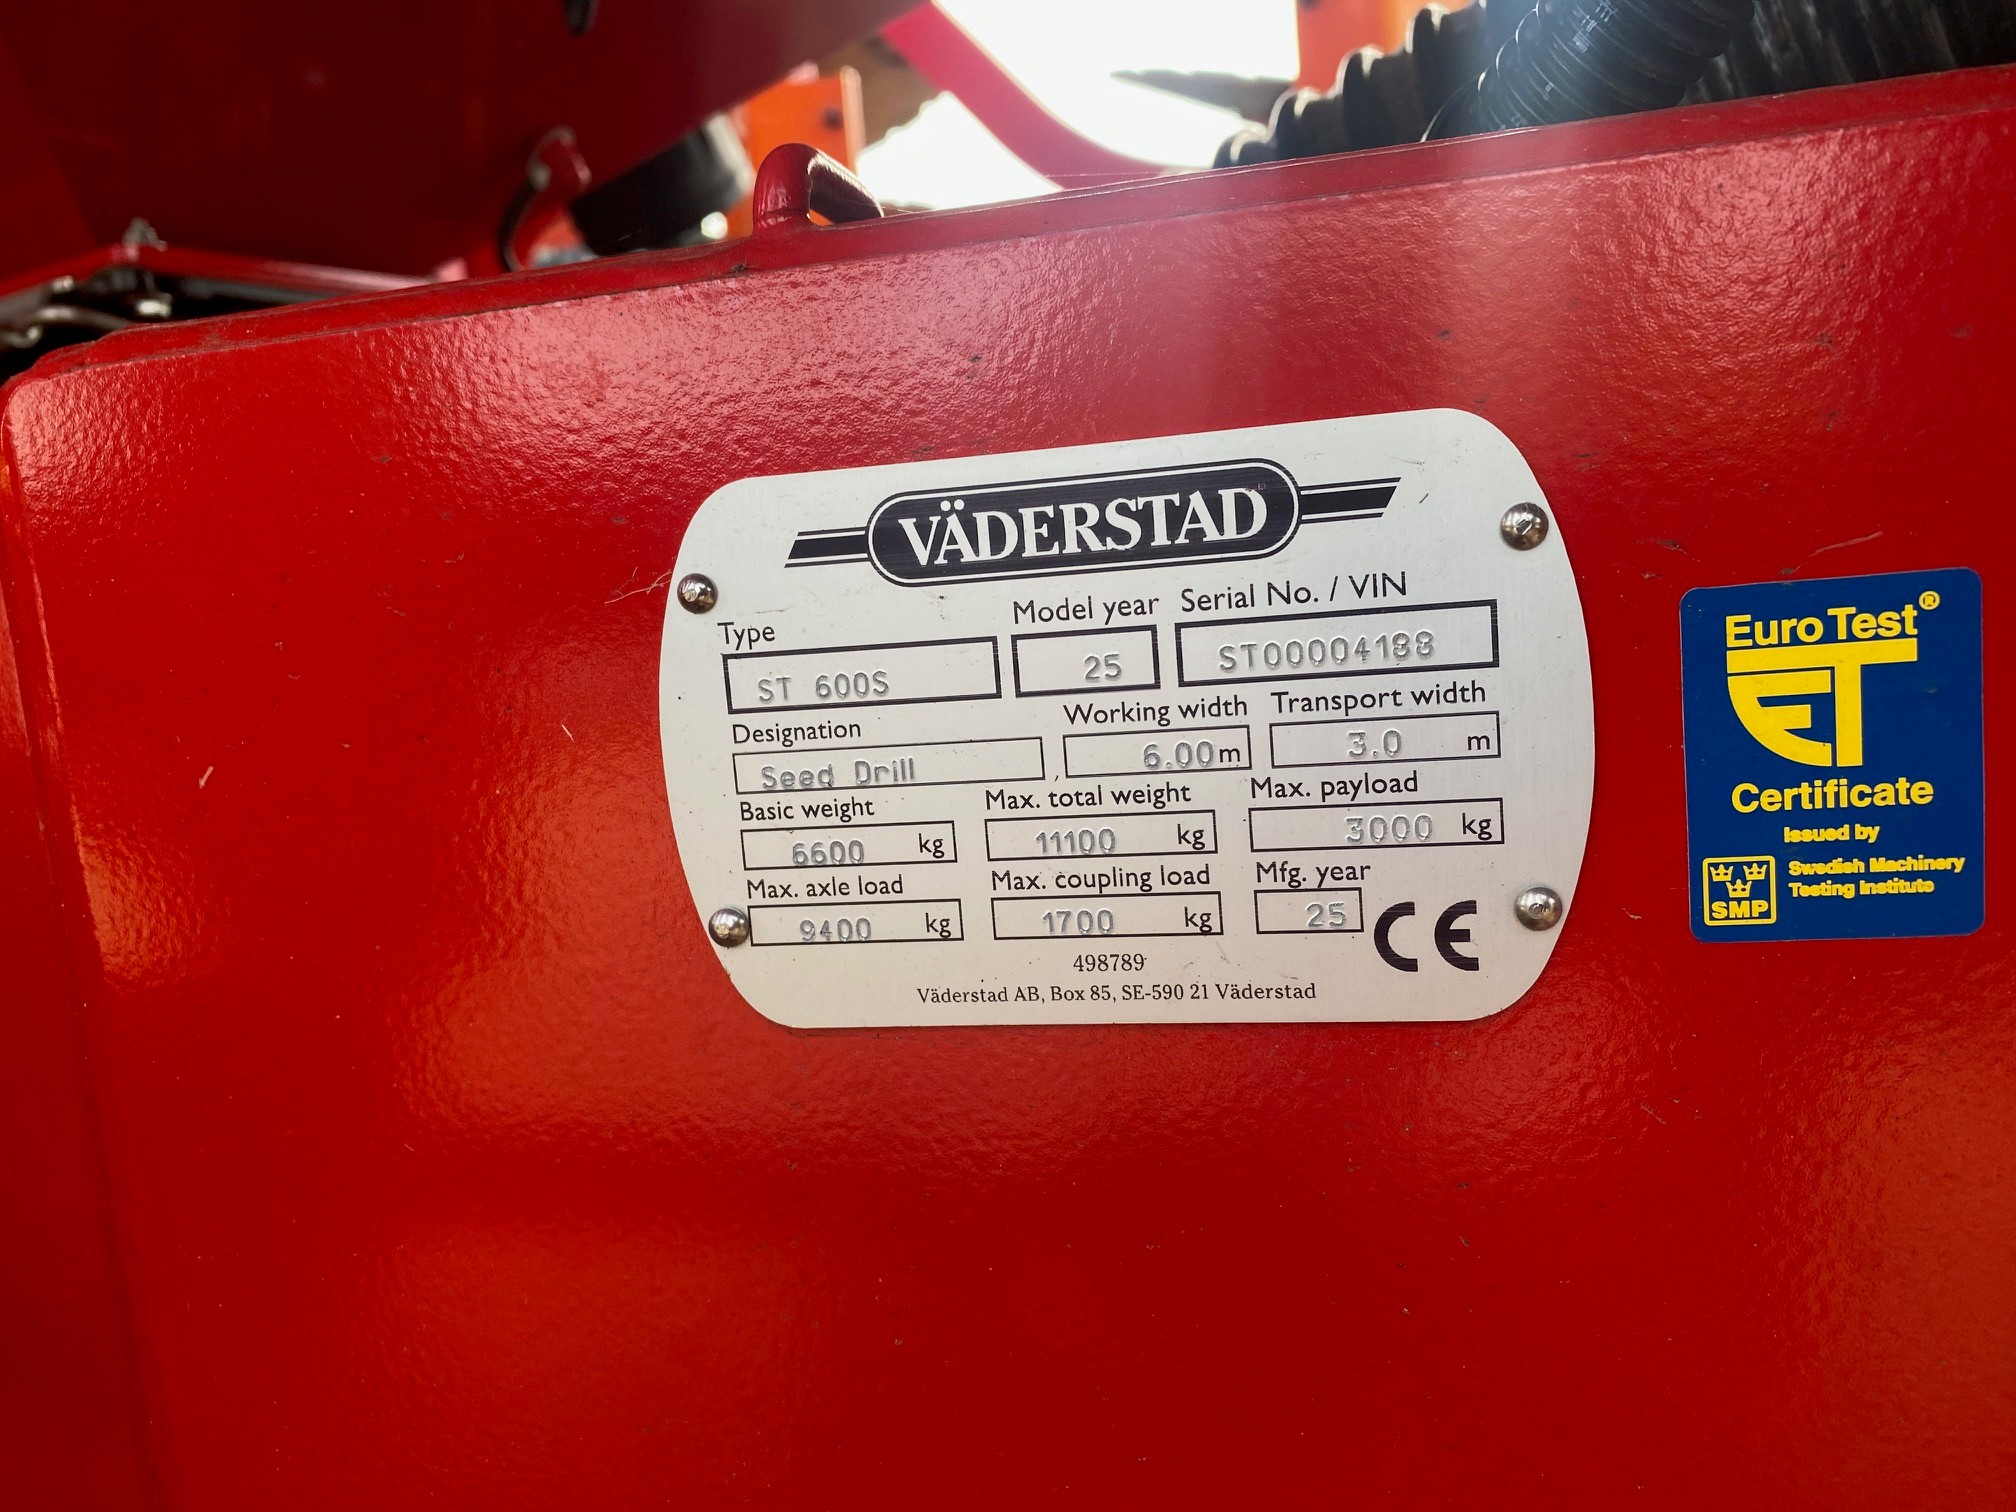 VÄDERSTAD
Type Model year Serial No. / VIN
ST 600S 25 ST00004188
Designation Working width Transport width
Seed Drill 6.00 m 3.0 m
Basic weight Max. total weight Max. payload
6600 kg 11100 kg 3000 kg
Max. axle load Max. coupling load Mfg. year
9400 kg 1700 kg 25 CE
498789
Väderstad AB, Box 85, SE-590 21 Väderstad
Euro Test®
ET
Certificate
Issued by
Swedish Machinery
Testing Institute
SMP